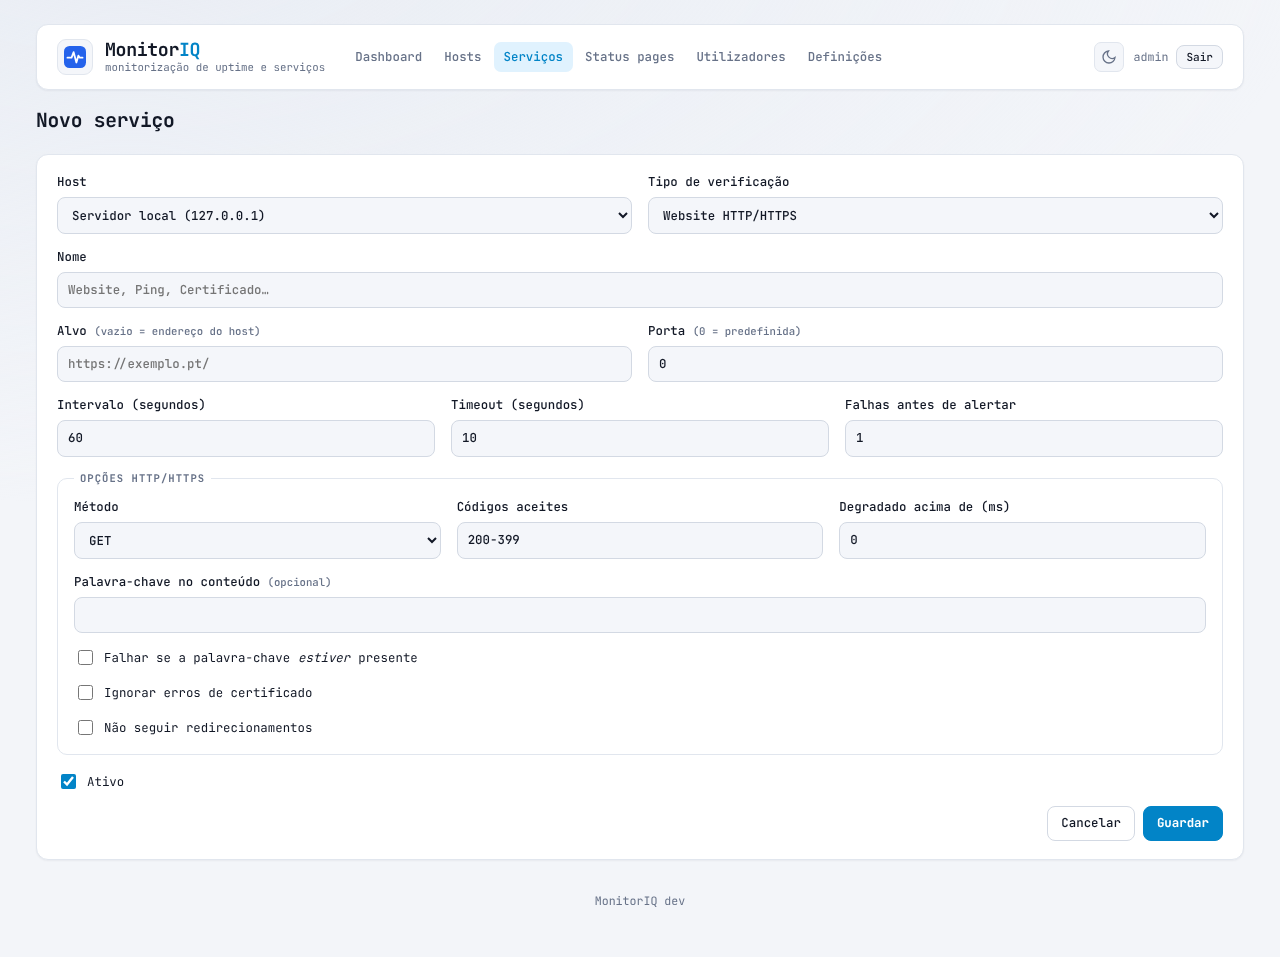 MonitorIQ
monitorização de uptime e serviços
Dashboard Hosts Serviços Status pages Utilizadores Definições
admin Sair
Novo serviço
Host Tipo de verificação
Servidor local (127.0.0.1) Website HTTP/HTTPS
Nome
Website, Ping, Certificado…
Alvo (vazio = endereço do host) Porta (0 = predefinida)
https://exemplo.pt/ 0
Intervalo (segundos) Timeout (segundos) Falhas antes de alertar
60 10 1
OPÇÕES HTTP/HTTPS
Método Códigos aceites Degradado acima de (ms)
GET 200-399 0
Palavra-chave no conteúdo (opcional)
Falhar se a palavra-chave estiver presente
Ignorar erros de certificado
Não seguir redirecionamentos
Ativo
Cancelar Guardar
MonitorIQ dev